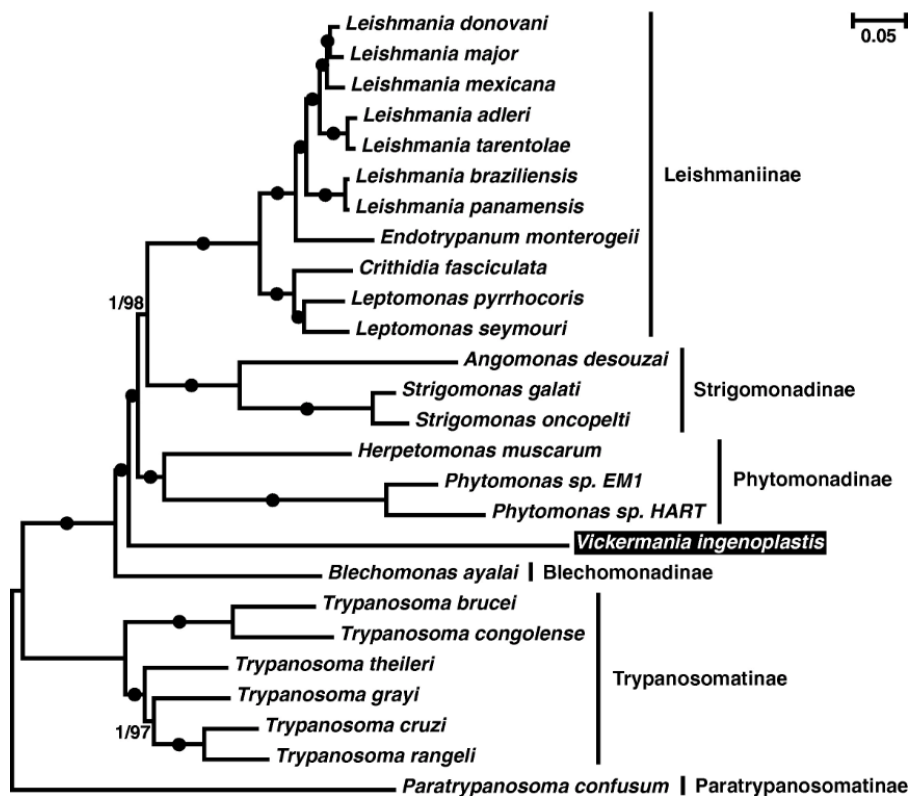 Leishmania donovani
0.05
Leishmania major
Leishmania mexicana
Leishmania adleri
Leishmania tarentolae
Leishmania braziliensis
Leishmaniinae
Leishmania panamensis
Endotrypanum monterogeii
Crithidia fasciculata
1/98
Leptomonas pyrrhocoris
Leptomonas seymouri
Angomonas desouzai
Strigomonas galati
Strigomonadinae
Strigomonas oncopelti
Herpetomonas muscarum
Phytomonas sp. EM1
Phytomonadinae
Phytomonas sp. HART
Vickermania ingenoplastis
Blechomonas ayalai
Blechomonadinae
Trypanosoma brucei
Trypanosoma congolense
Trypanosoma theileri
Trypanosomatinae
Trypanosoma grayi
1/97
Trypanosoma cruzi
Trypanosoma rangeli
Paratrypanosoma confusum
Paratrypanosomatinae